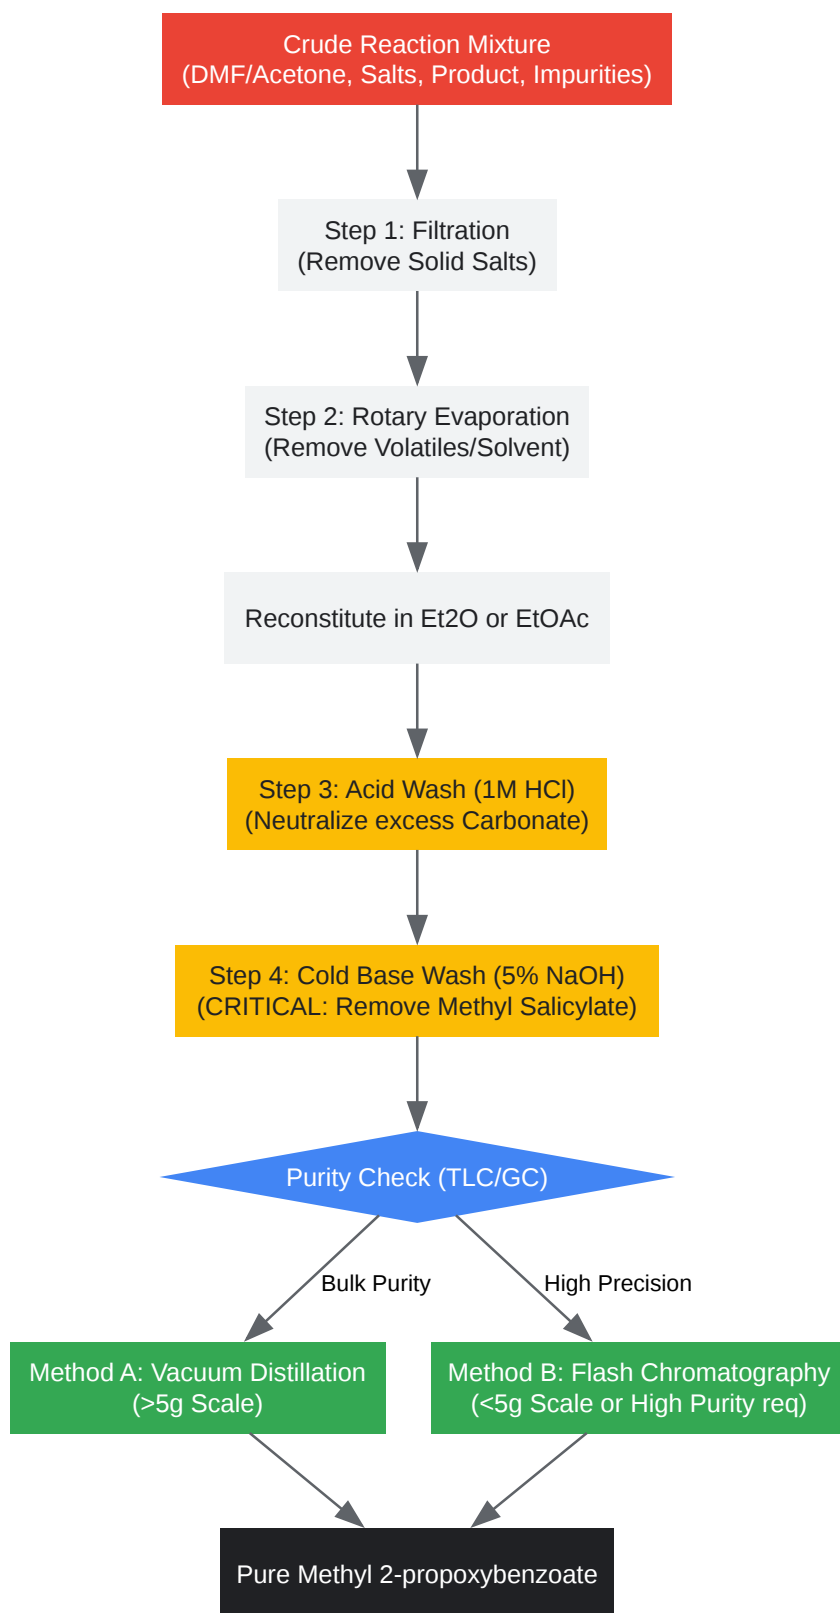 Crude Reaction Mixture
(DMF/Acetone, Salts, Product, Impurities)
Step 1: Filtration
(Remove Solid Salts)
Step 2: Rotary Evaporation
(Remove Volatiles/Solvent)
Reconstitute in Et2O or EtOAc
Step 3: Acid Wash (1M HCl)
(Neutralize excess Carbonate)
Step 4: Cold Base Wash (5% NaOH)
(CRITICAL: Remove Methyl Salicylate)
Purity Check (TLC/GC)
Bulk Purity
High Precision
Method A: Vacuum Distillation
(>5g Scale)
Method B: Flash Chromatography
(<5g Scale or High Purity req)
Pure Methyl 2-propoxybenzoate